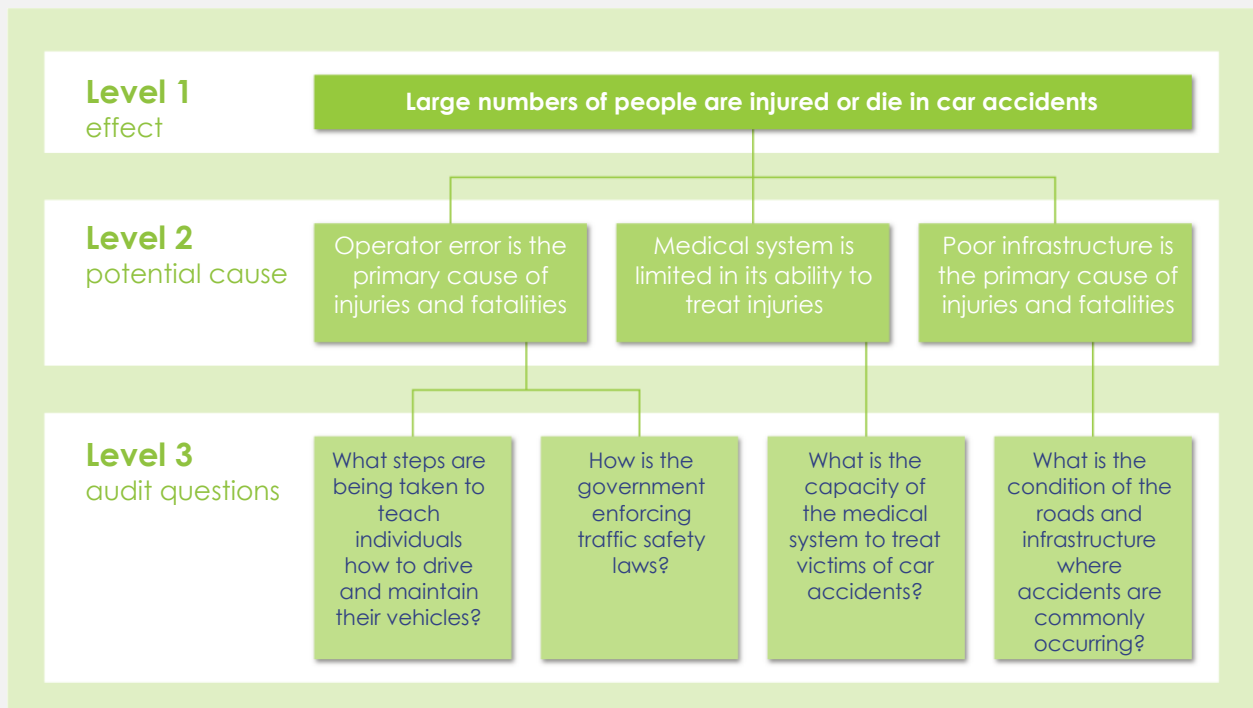 Level 1
effect
Large numbers of people are injured or die in car accidents
Level 2
potential cause
Operator error is the
primary cause of
injuries and fatalities
Medical system is
limited in its ability to
treat injuries
Poor infrastructure is
the primary cause of
injuries and fatalities
Level 3
audit questions
What steps are
being taken to
teach
individuals
how to drive
and maintain
their vehicles?
How is the
government
enforcing
traffic safety
laws?
What is the
capacity of
the medical
system to treat
victims of car
accidents?
What is the
condition of the
roads and
infrastructure
where
accidents are
commonly
occurring?